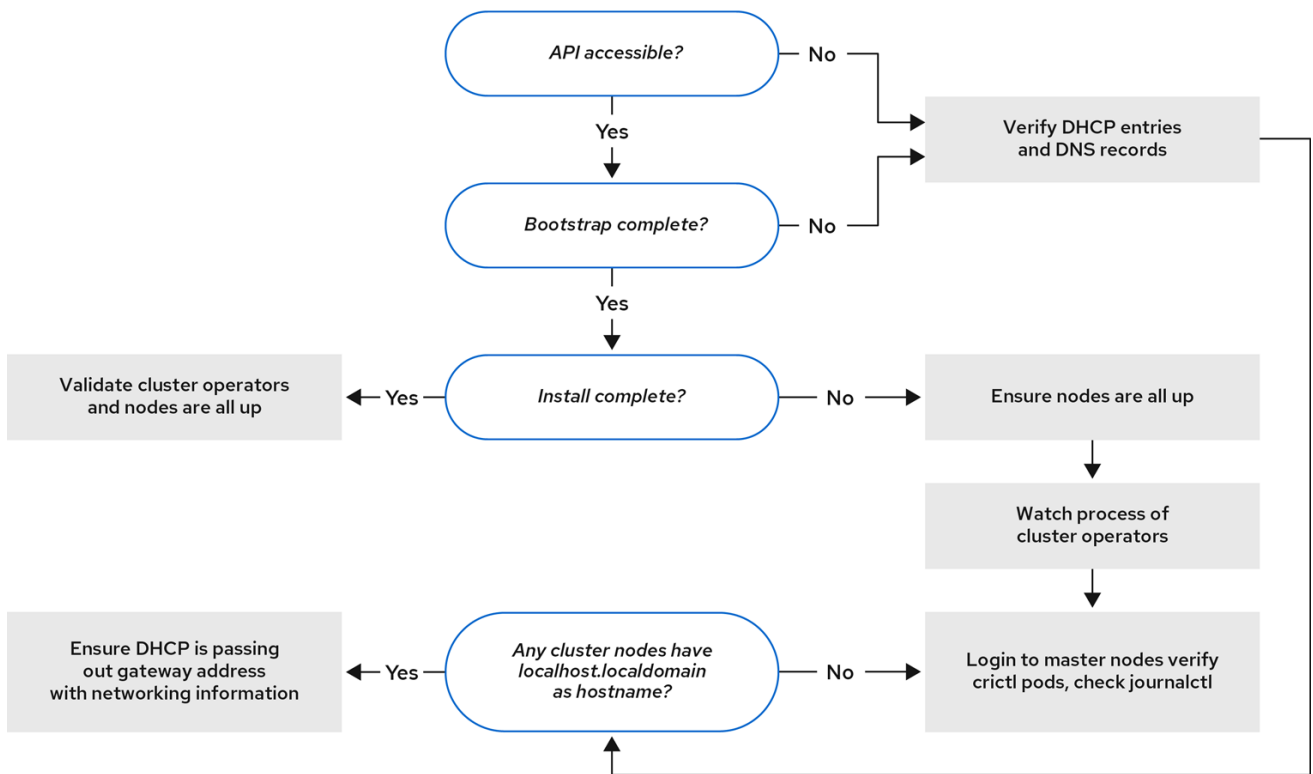 API accessible?
No
Verify DHCP entries
and DNS records
Yes
Bootstrap complete?
No
Yes
Validate cluster operators
and nodes are all up
Yes
Install complete?
No
Ensure nodes are all up
Watch process of
cluster operators
Ensure DHCP is passing
out gateway address
with networking information
Yes
Any cluster nodes have
localhost.localdomain
as hostname?
No
Login to master nodes verify
crictl pods, check journalctl